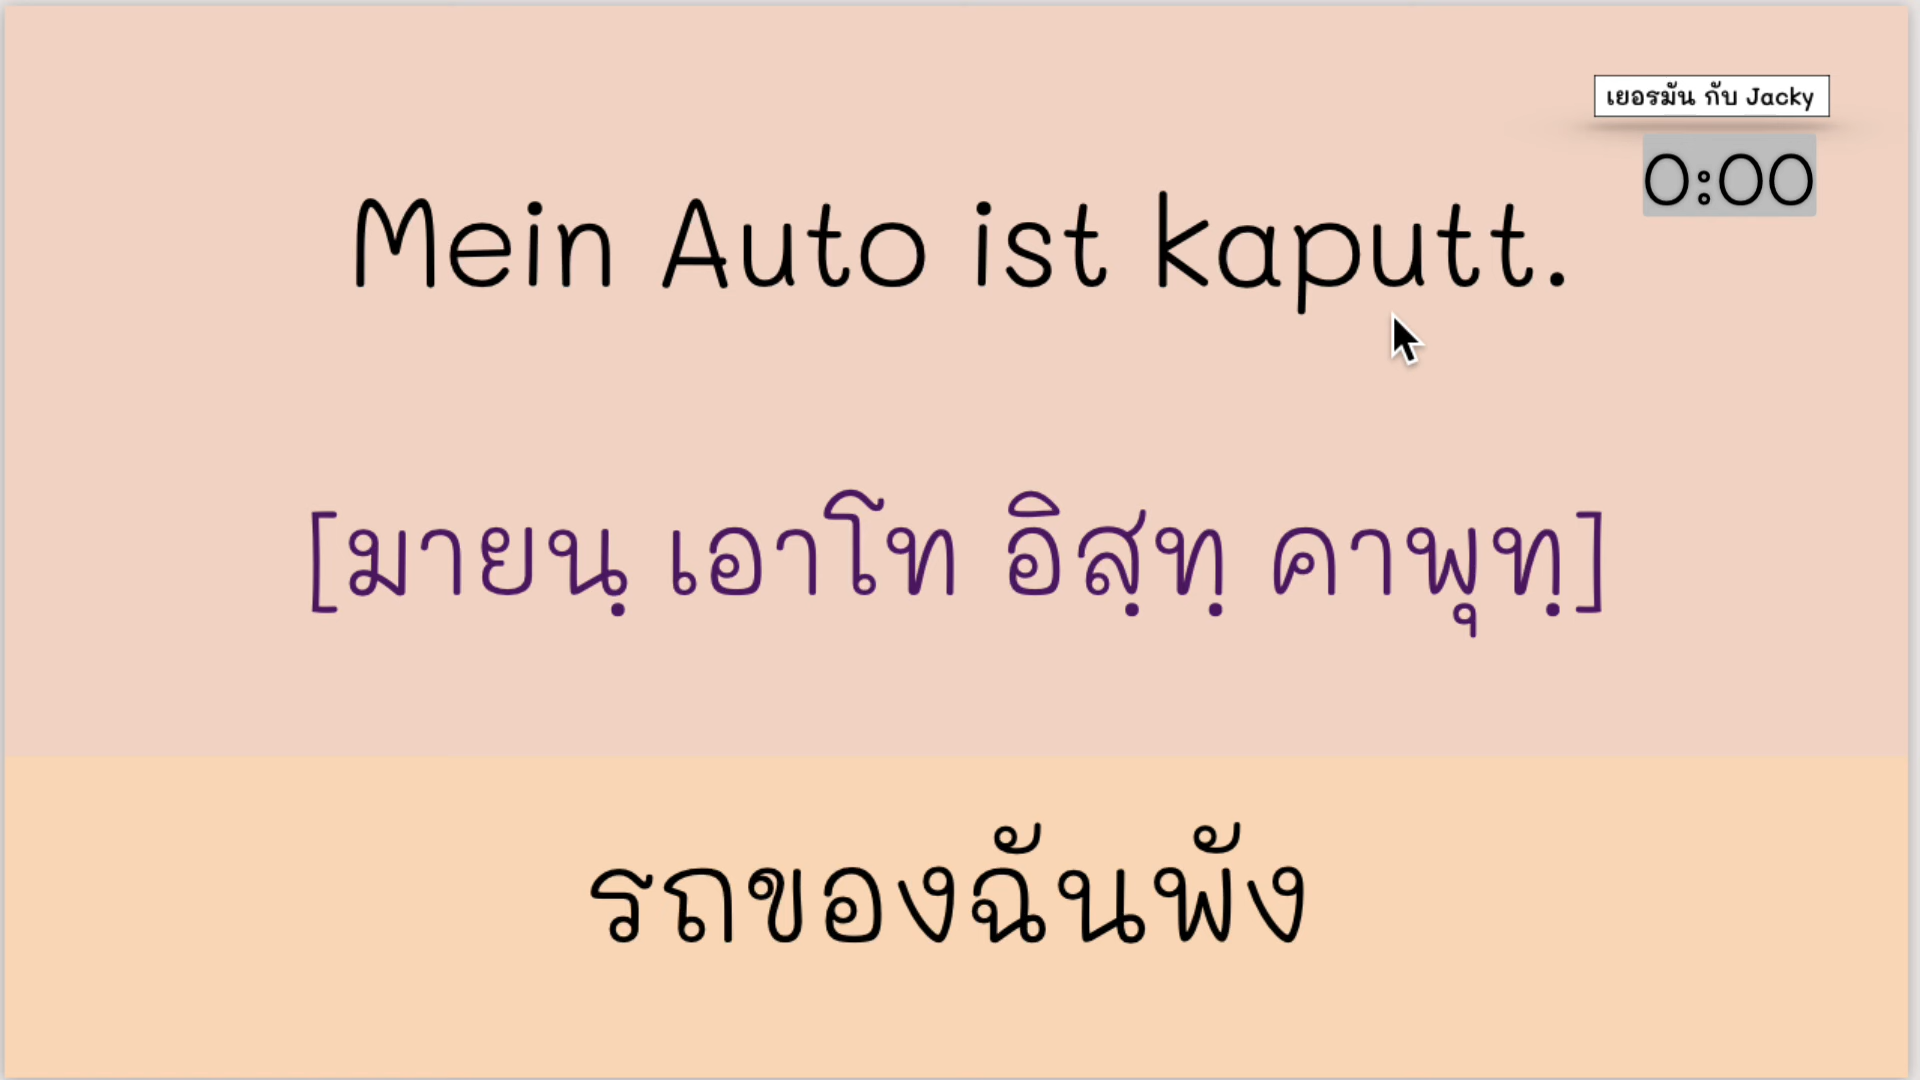 เยอรมัน กับ Jacky
0:00
Mein Auto ist kaputt.
[มายนฺ เอาโท อิสฺทฺ คาพุทฺ]
รถของฉันพัง